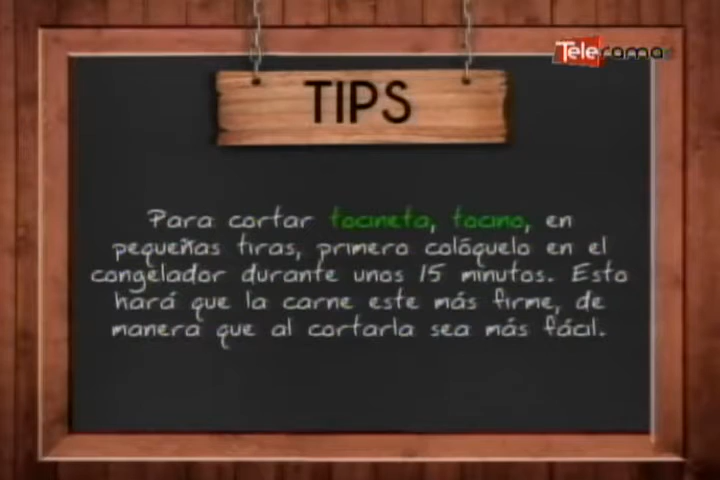 Telerama
TIPS
Para cortar tocineta, tocino, en
pequeñas tiras, primero colóquelo en el
congelador durante unos 15 minutos. Esto
hará que la carne este más firme, de
manera que al cortarla sea más fácil.